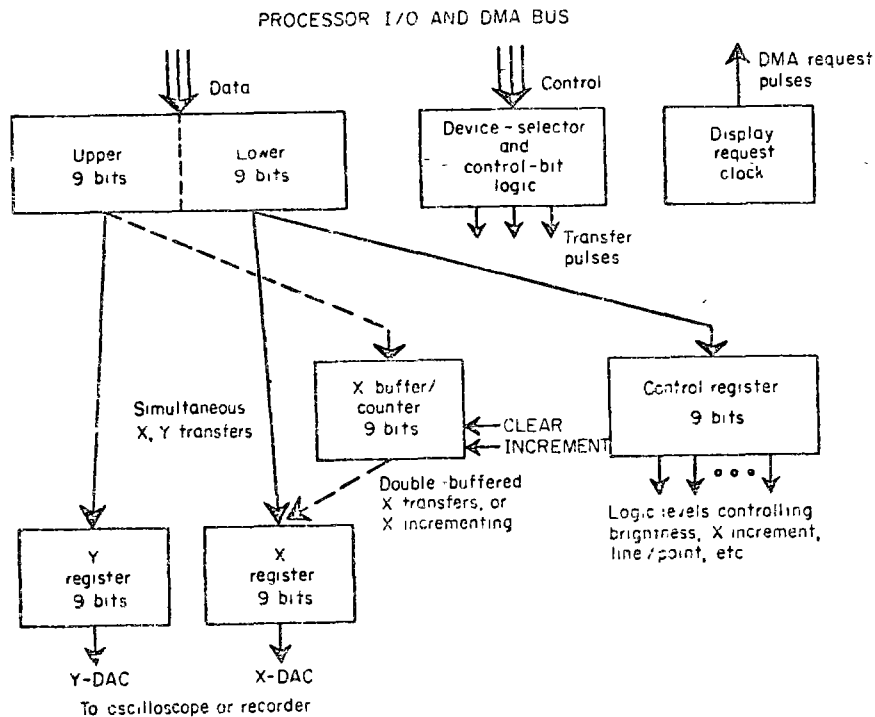 PROCESSOR I/O AND DMA BUS
Data
Control
DMA request
pulses
Upper
9 bits
Lower
9 bits
Device-selector
and
control-bit
logic
Display
request
clock
Transfer
pulses
Simultaneous
X, Y transfers
X buffer/
counter
9 bits
CLEAR
INCREMENT
Control register
9 bits
Double-buffered
X transfers, or
X incrementing
Logic levels controlling
brightness, X increment,
line/point, etc
Y
register
9 bits
X
register
9 bits
Y-DAC
X-DAC
To oscilloscope or recorder